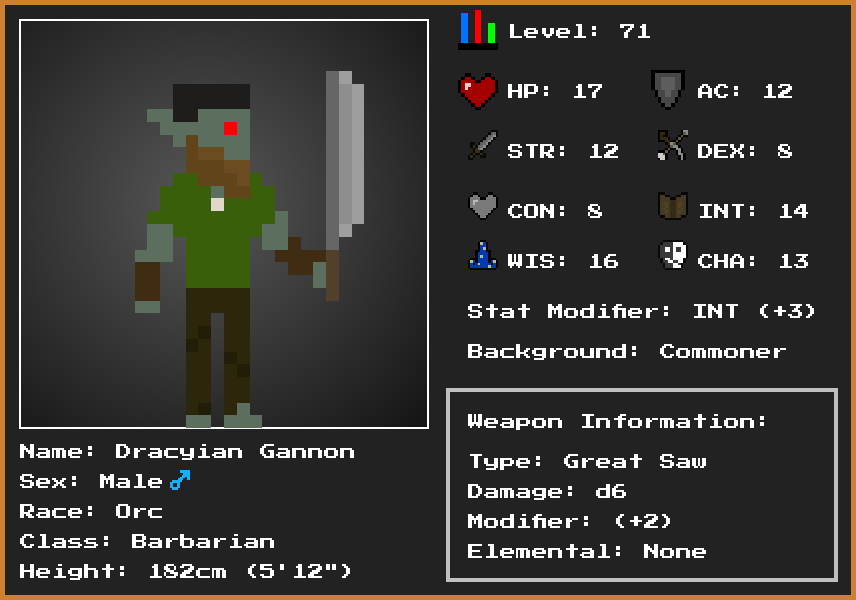 Level: 71
HP: 17
AC: 12
STR: 12
DEX: 8
CON: 8
INT: 14
WIS: 16
CHA: 13
Stat Modifier: INT (+3)
Background: Commoner
Weapon Information:
Type: Great Saw
Damage: d6
Modifier: (+2)
Elemental: None
Name: Dracyian Gannon
Sex: Male♂
Race: Orc
Class: Barbarian
Height: 182cm (5'12")